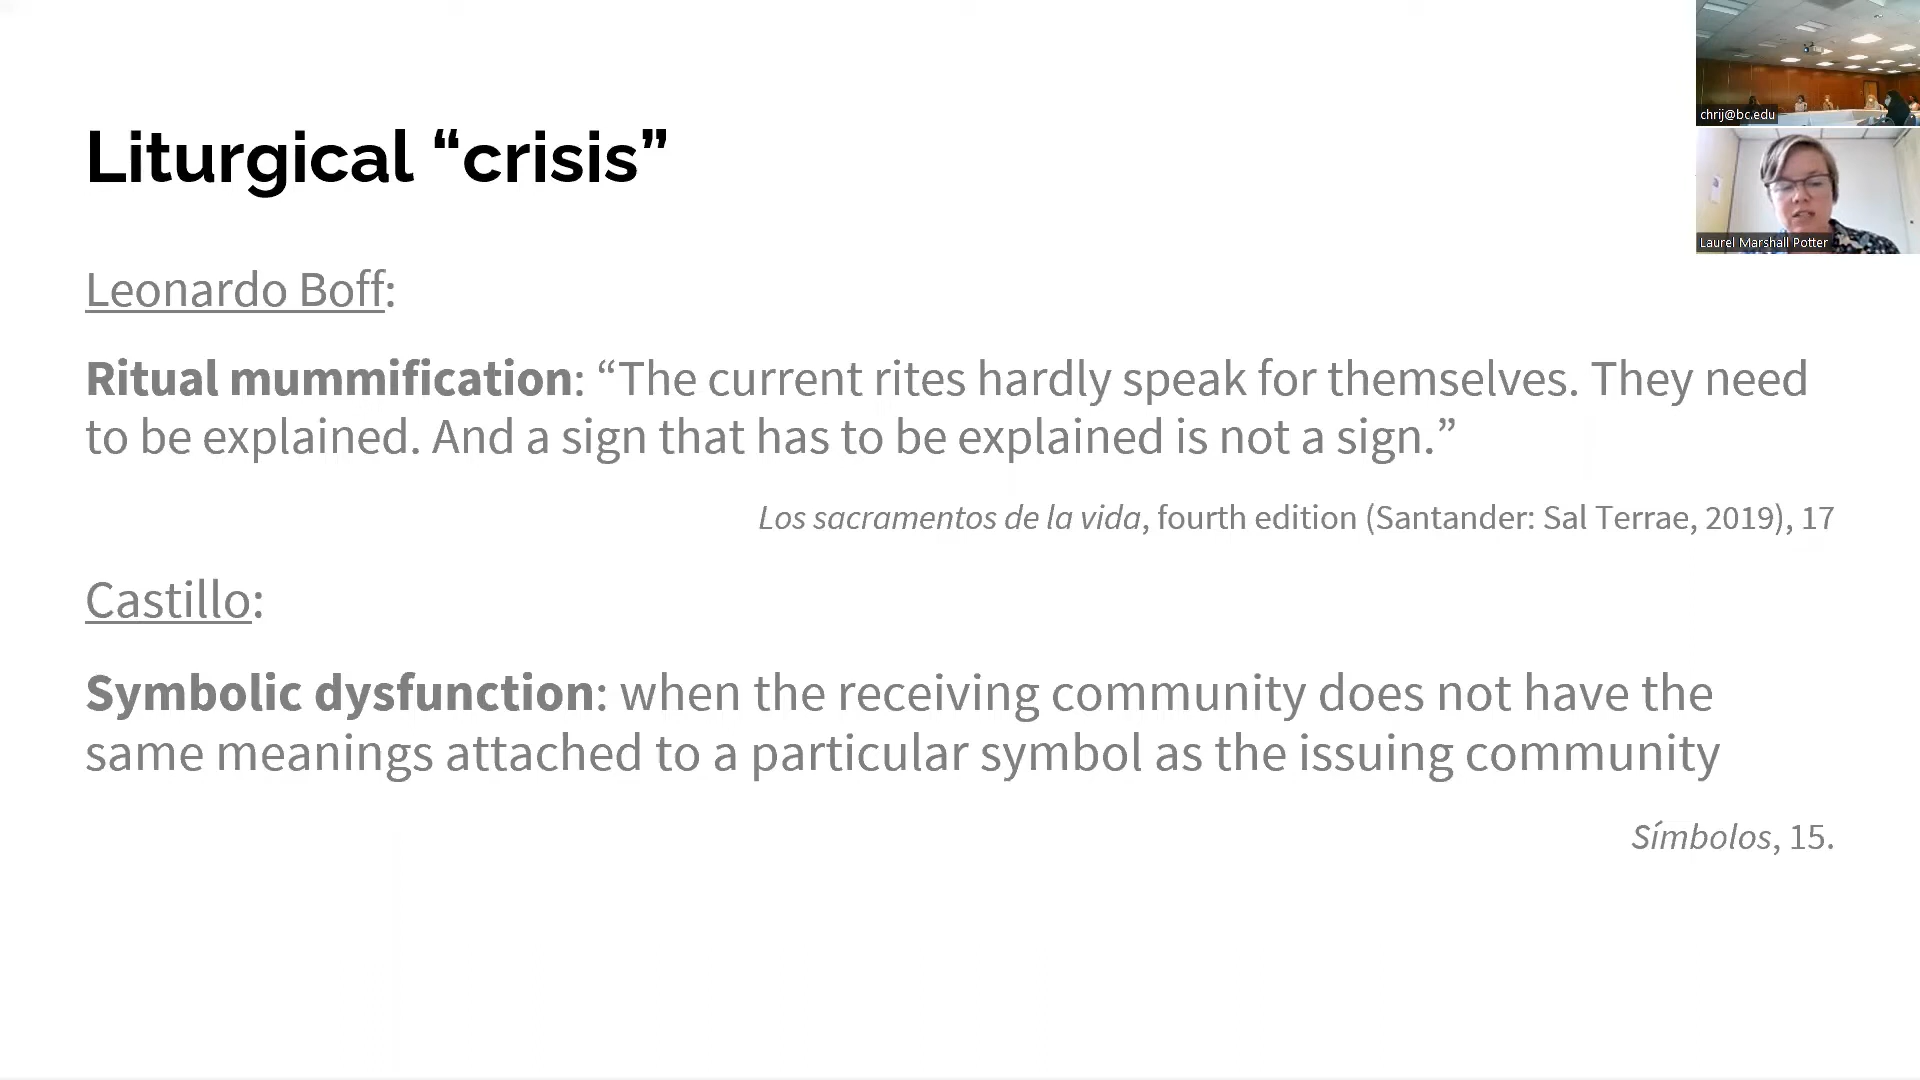 Liturgical “crisis”
Leonardo Boff:
Ritual mummification: “The current rites hardly speak for themselves. They need
to be explained. And a sign that has to be explained is not a sign.”
Los sacramentos de la vida, fourth edition (Santander: Sal Terrae, 2019), 17
Castillo:
Symbolic dysfunction: when the receiving community does not have the
same meanings attached to a particular symbol as the issuing community
Símbolos, 15.
chrij@bc.edu
Laurel Marshall Potter